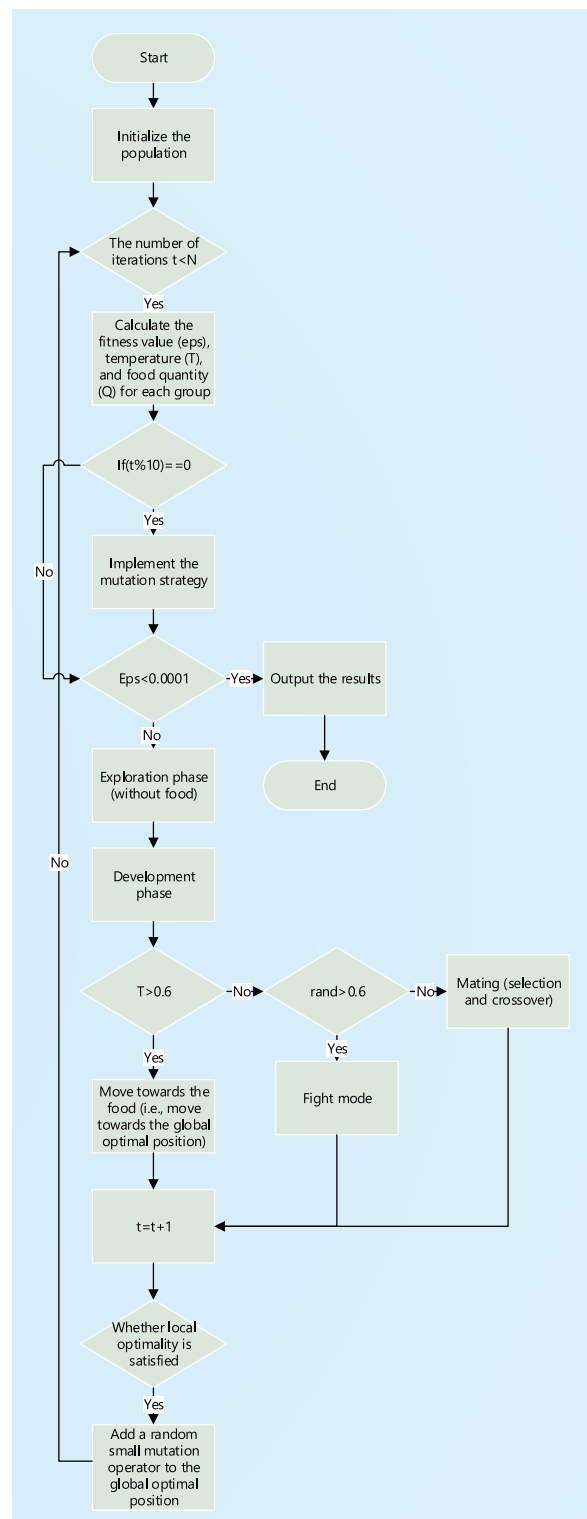 Start
Initialize the
population
The number of
iterations t<N
Yes
Calculate the
fitness value (eps),
temperature (T),
and food quantity
(Q) for each group
If(t%10)==0
Yes
No
Implement the
mutation strategy
Eps<0.0001
Yes
Output the results
No
End
Exploration phase
(without food)
No
Development
phase
T>0.6
No
rand>0.6
No
Mating (selection
and crossover)
Yes
Yes
Move towards the
food (i.e., move
towards the global
optimal position)
Fight mode
t=t+1
Whether local
optimality is
satisfied
Yes
Add a random
small mutation
operator to the
global optimal
position